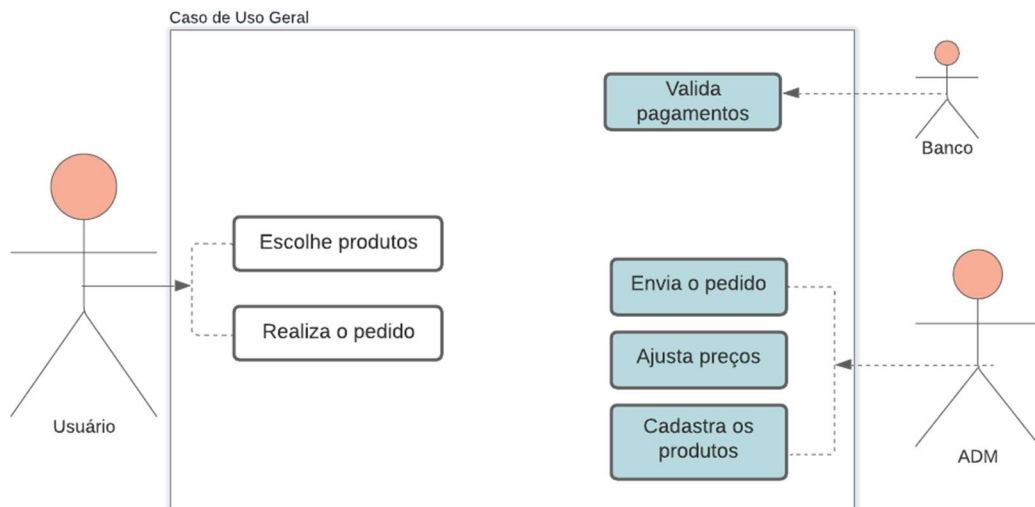 Caso de Uso Geral
Valida
pagamentos
Banco
Escolhe produtos
Realiza o pedido
Usuário
Envia o pedido
Ajusta preços
Cadastra os
produtos
ADM